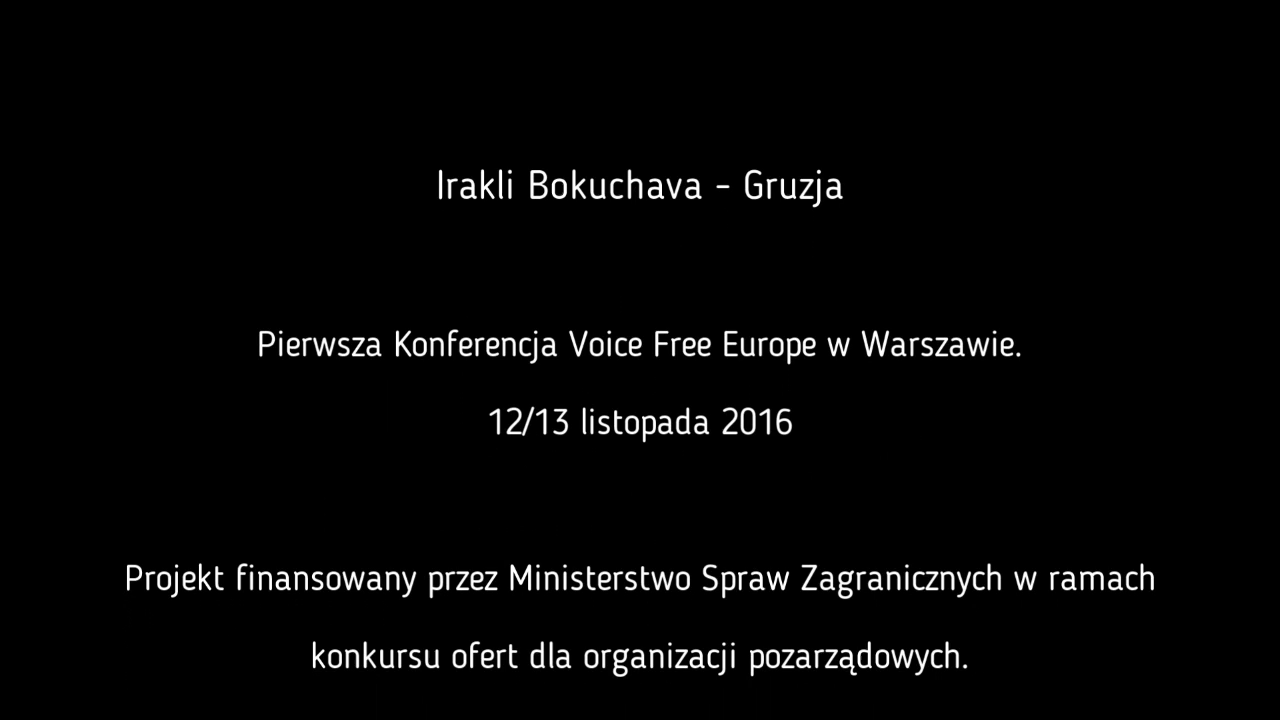 Irakli Bokuchava - Gruzja
Pierwsza Konferencja Voice Free Europe w Warszawie.
12/13 listopada 2016
Projekt finansowany przez Ministerstwo Spraw Zagranicznych w ramach
konkursu ofert dla organizacji pozarządowych.